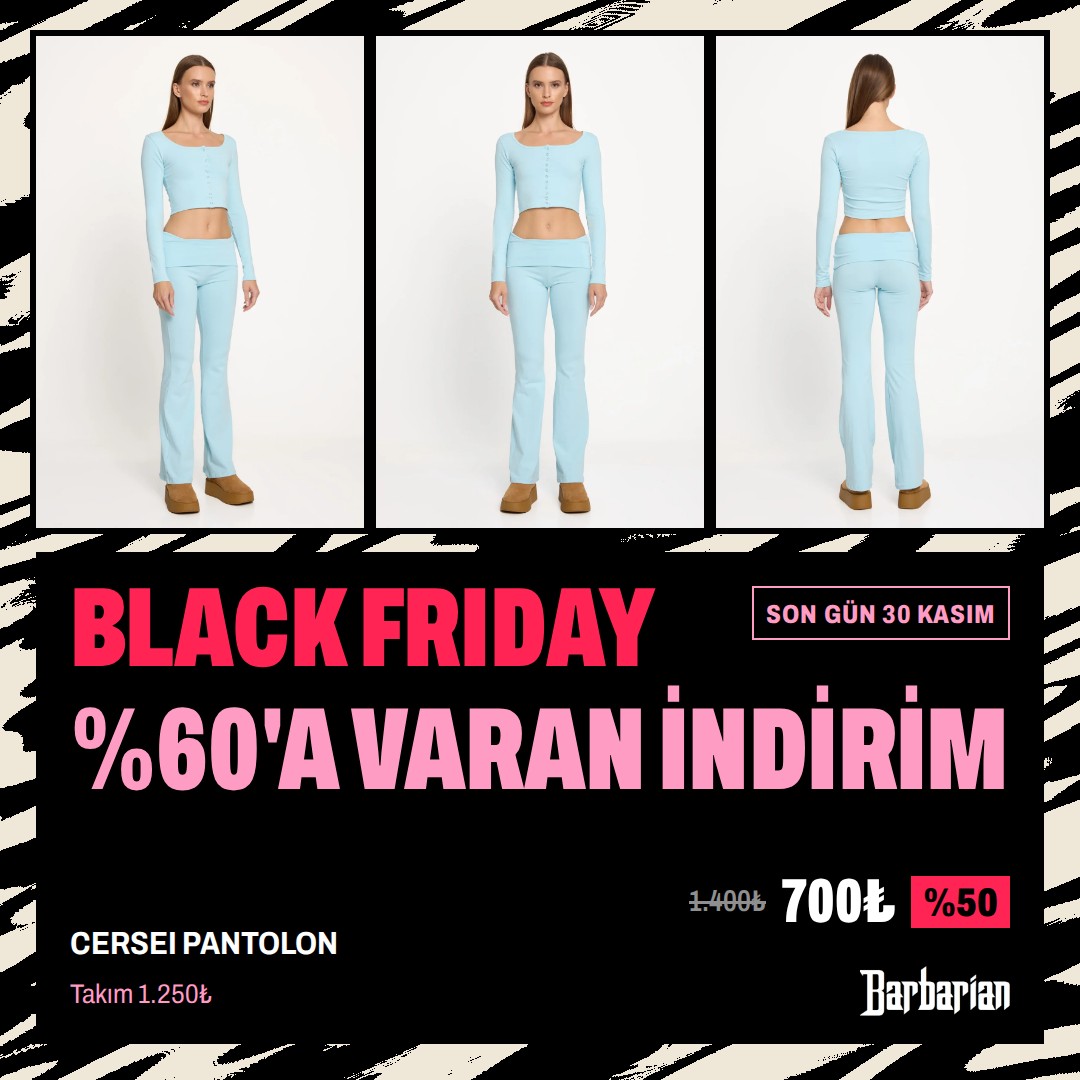 BLACK FRIDAY
SON GÜN 30 KASIM
%60'A VARAN İNDİRİM
1.400₺ 700₺ %50
CERSEI PANTOLON
Takım 1.250₺
Barbarian